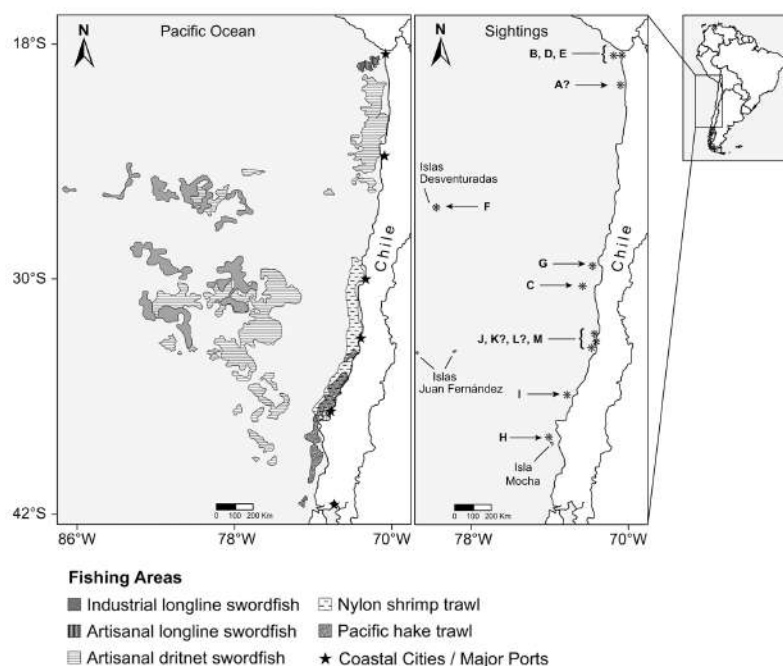 Pacific Ocean
Sightings
18°S
30°S
42°S
N
N
B, D, E
A?
Islas
Desventuradas
F
G
C
J, K?, L?, M
Islas
Juan Fernández
I
H
Isla
Mocha
Chile
Chile
0 100 200 Km
0 100 200 Km
86°W
78°W
70°W
78°W
70°W
Fishing Areas
Industrial longline swordfish
Nylon shrimp trawl
Artisanal longline swordfish
Pacific hake trawl
Artisanal dritnet swordfish
Coastal Cities / Major Ports